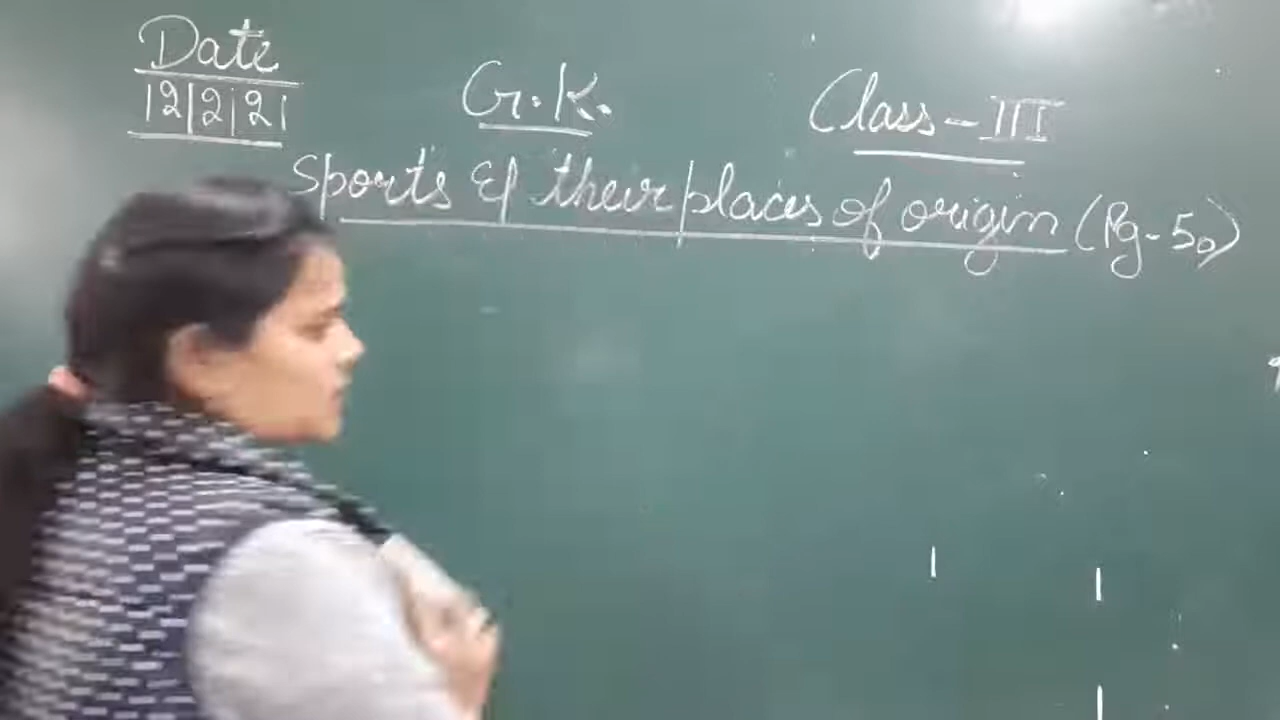 Date
12|2|21
G.K.
Class-III
Sports & their places of origin (Pg-50)